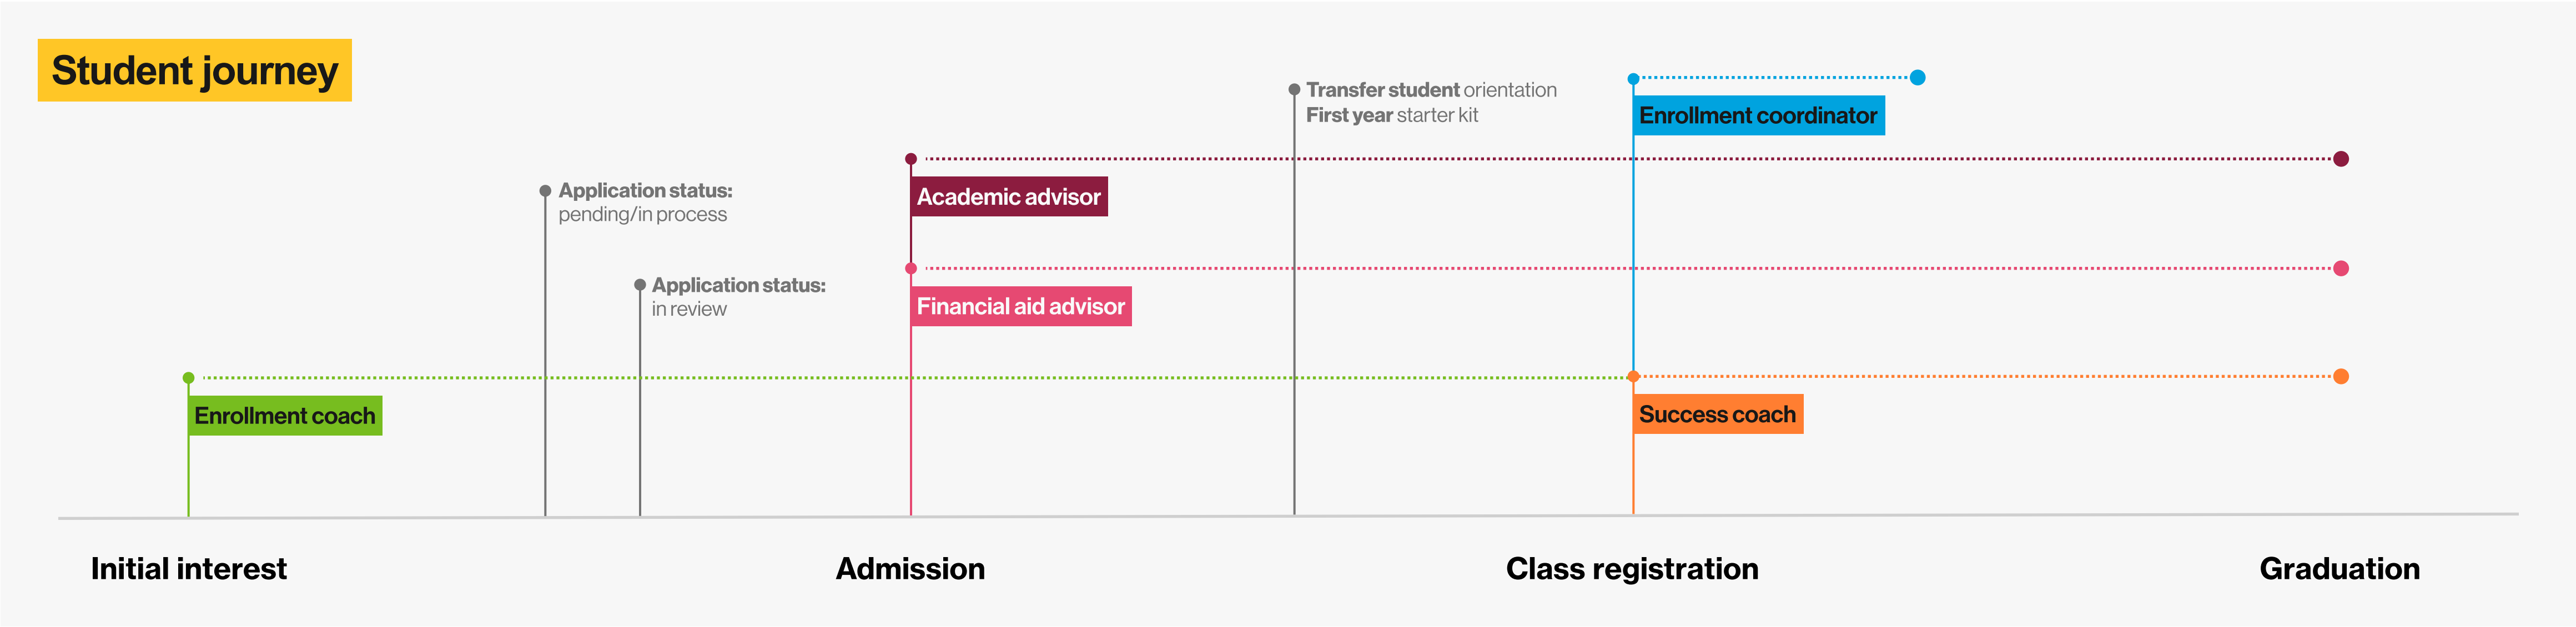 Student journey
Transfer student orientation
First year starter kit
Enrollment coordinator
Application status:
pending/in process
Academic advisor
Application status:
in review
Financial aid advisor
Enrollment coach
Success coach
Initial interest
Admission
Class registration
Graduation